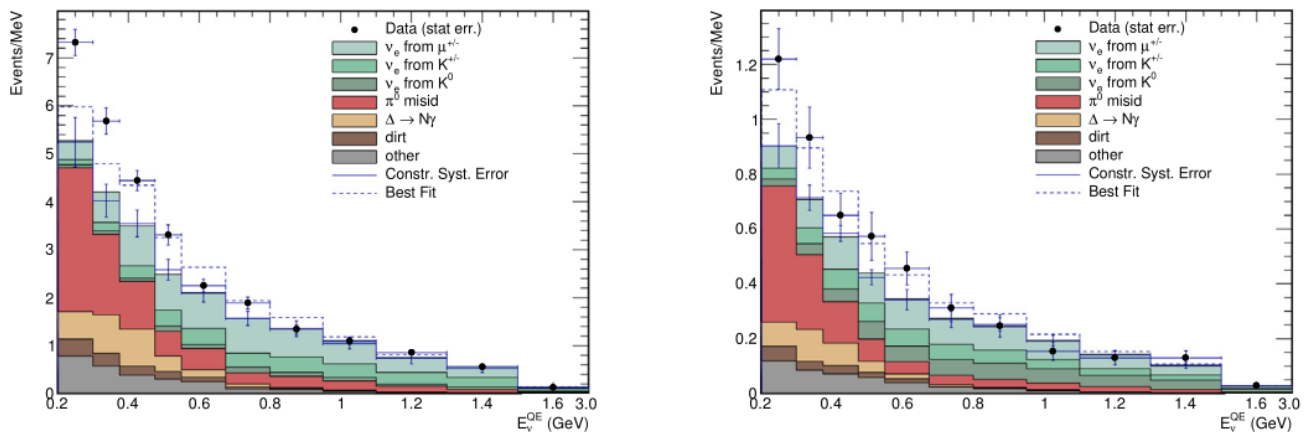 Events/MeV
7
6
5
4
3
2
1
0
Data (stat err.)
νe from μ+/-
νe from K+/-
νe from K0
π0 misid
Δ → Nγ
dirt
other
Constr. Syst. Error
Best Fit
0.2 0.4 0.6 0.8 1 1.2 1.4 1.6 3.0
EνQE (GeV)
Events/MeV
1.2
1
0.8
0.6
0.4
0.2
0.0
Data (stat err.)
νe from μ+/-
νe from K+/-
νe from K0
π0 misid
Δ → Nγ
dirt
other
Constr. Syst. Error
Best Fit
0.2 0.4 0.6 0.8 1 1.2 1.4 1.6 3.0
EνQE (GeV)